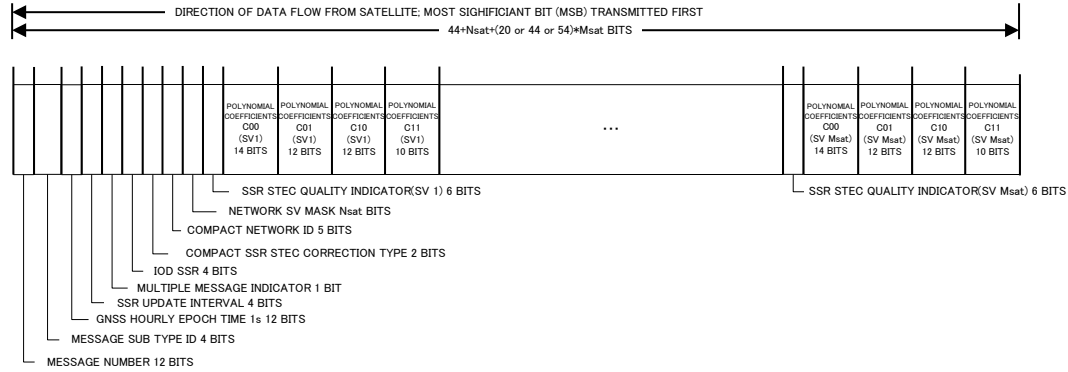 DIRECTION OF DATA FLOW FROM SATELLITE; MOST SIGHIFICIANT BIT (MSB) TRANSMITTED FIRST
44+Nsat+(20 or 44 or 54)*Msat BITS
POLYNOMIAL
COEFFICIENTS
C00
(SV1)
14 BITS
POLYNOMIAL
COEFFICIENTS
C01
(SV1)
12 BITS
POLYNOMIAL
COEFFICIENTS
C10
(SV1)
12 BITS
POLYNOMIAL
COEFFICIENTS
C11
(SV1)
10 BITS
...
POLYNOMIAL
COEFFICIENTS
C00
(SV Msat)
14 BITS
POLYNOMIAL
COEFFICIENTS
C01
(SV Msat)
12 BITS
POLYNOMIAL
COEFFICIENTS
C10
(SV Msat)
12 BITS
POLYNOMIAL
COEFFICIENTS
C11
(SV Msat)
10 BITS
SSR STEC QUALITY INDICATOR(SV 1) 6 BITS
SSR STEC QUALITY INDICATOR(SV Msat) 6 BITS
NETWORK SV MASK Nsat BITS
COMPACT NETWORK ID 5 BITS
COMPACT SSR STEC CORRECTION TYPE 2 BITS
IOD SSR 4 BITS
MULTIPLE MESSAGE INDICATOR 1 BIT
SSR UPDATE INTERVAL 4 BITS
GNSS HOURLY EPOCH TIME 1s 12 BITS
MESSAGE SUB TYPE ID 4 BITS
MESSAGE NUMBER 12 BITS